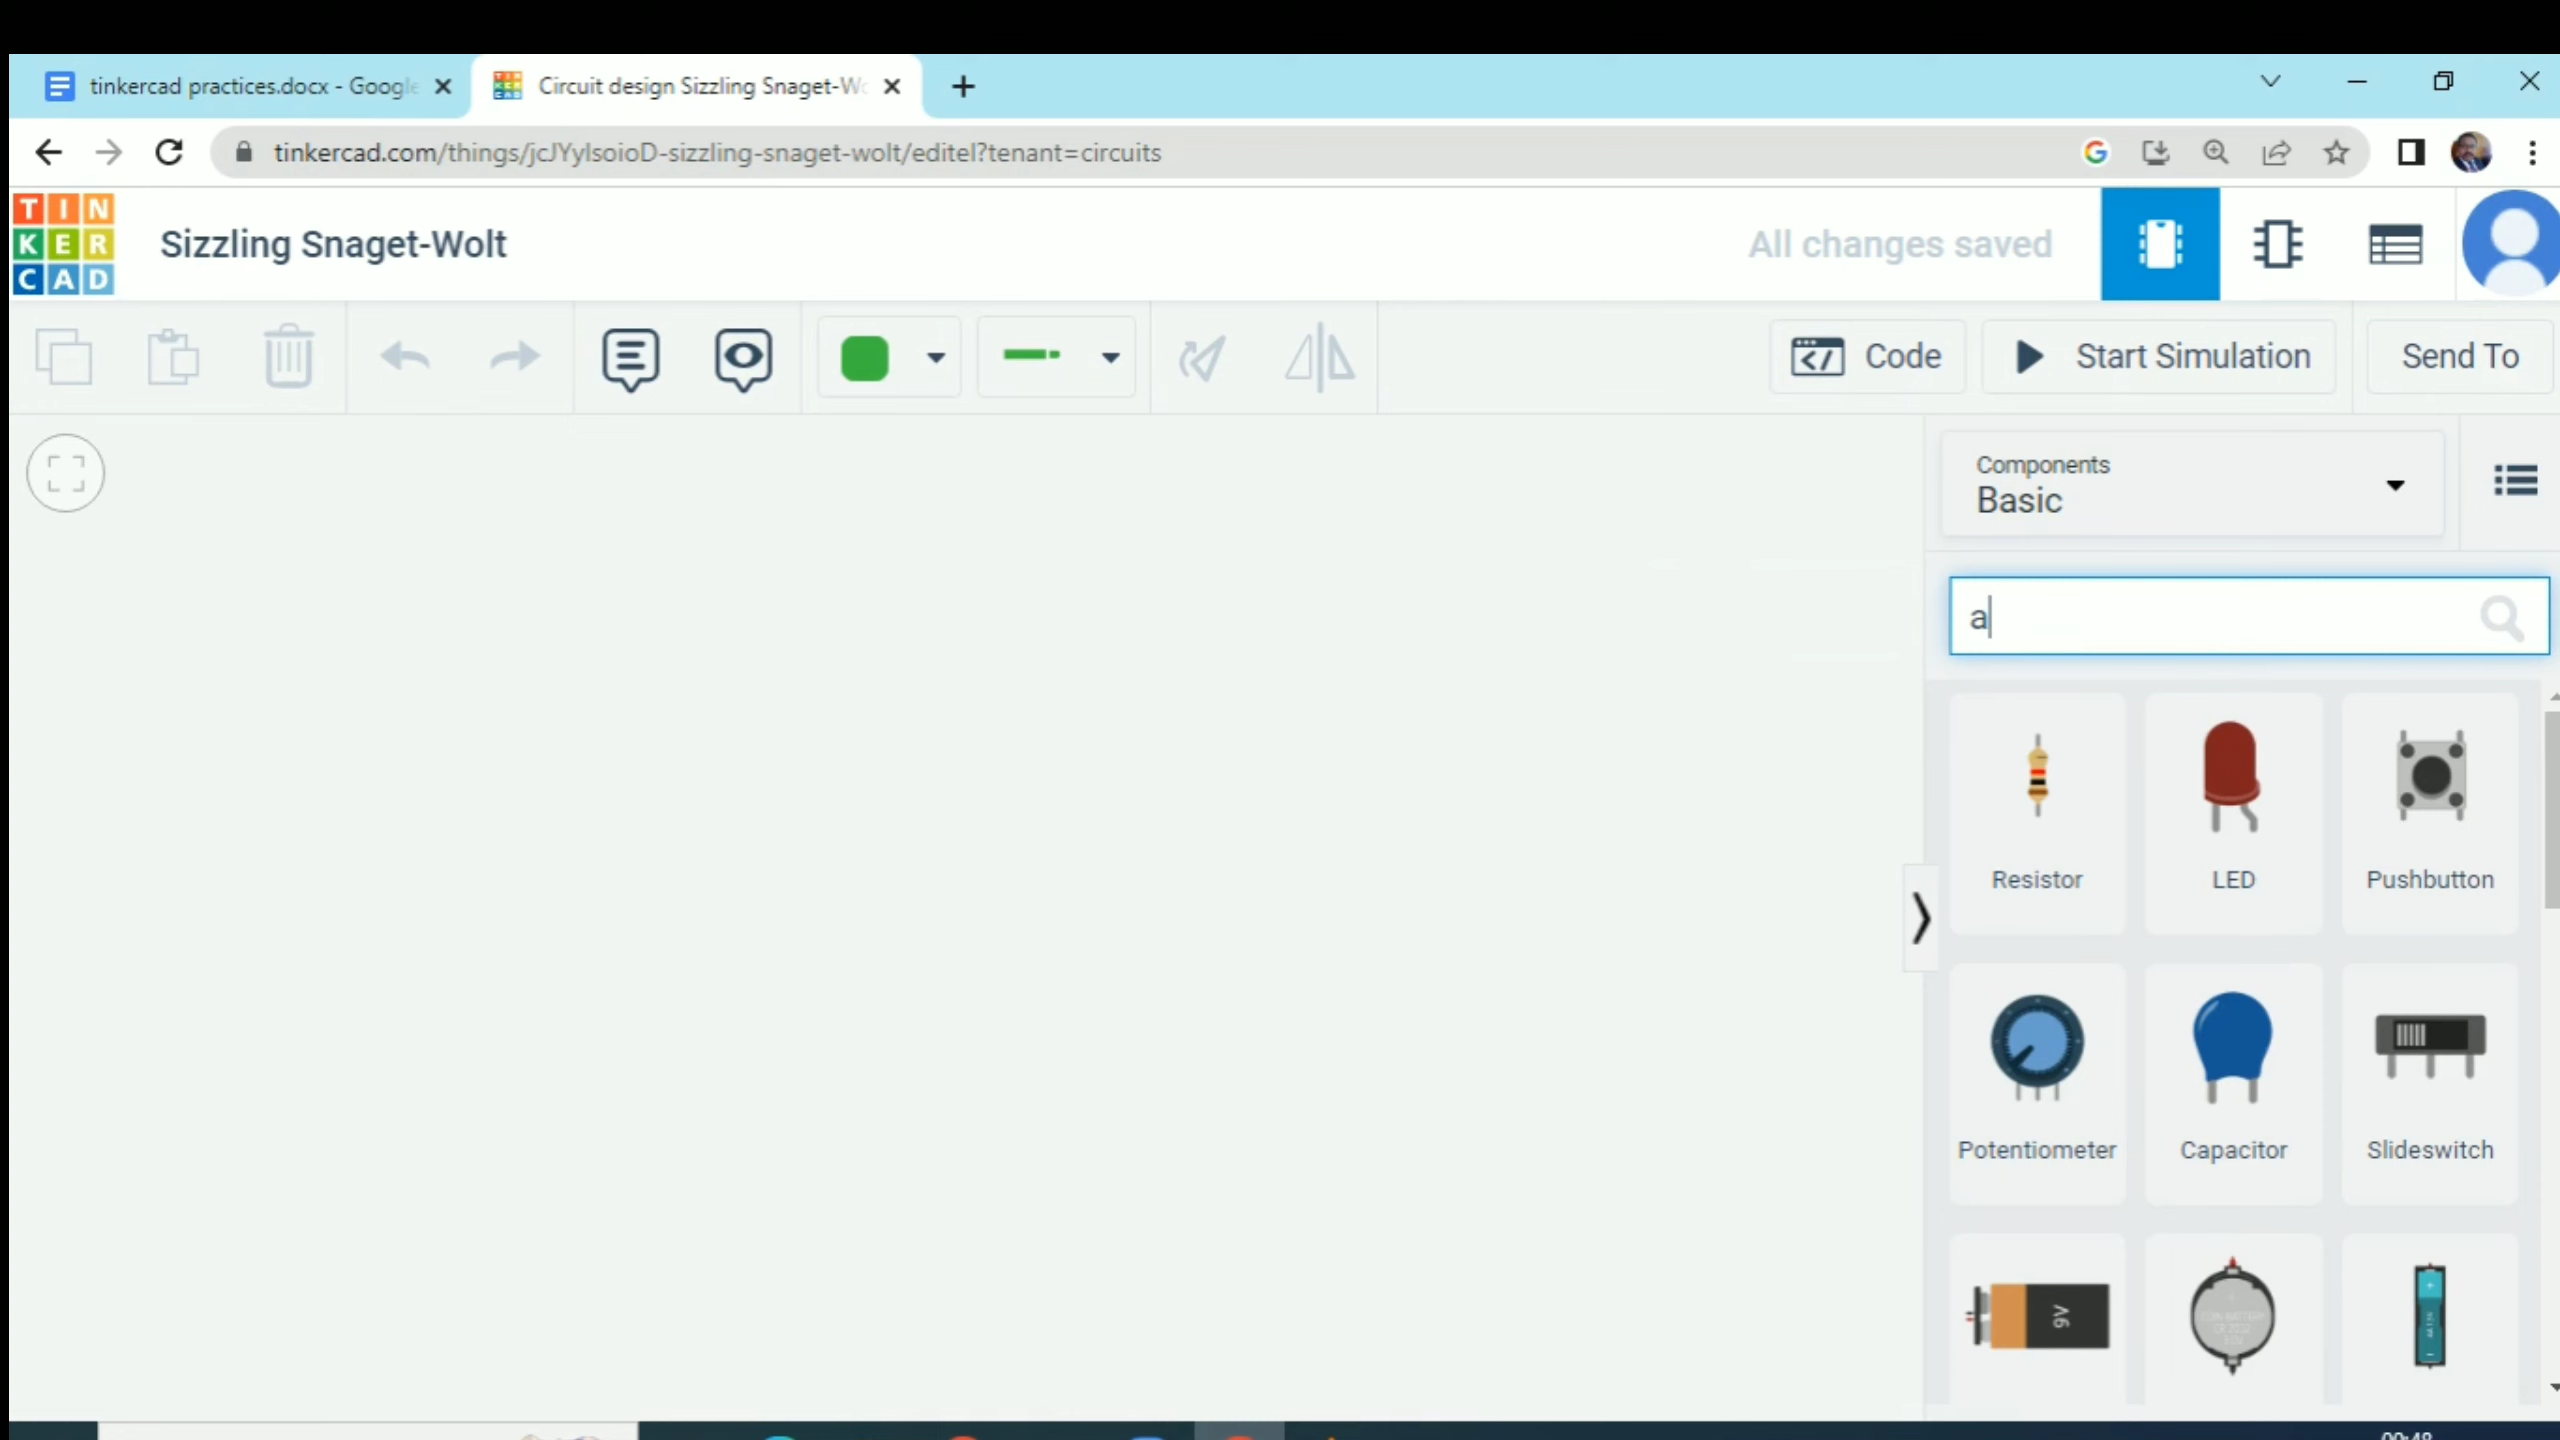 tinkercad practices.docx - Google
Circuit design Sizzling Snaget-Wo
tinkercad.com/things/jcJYylsoioD-sizzling-snaget-wolt/editel?tenant=circuits
TIN
KER
CAD
Sizzling Snaget-Wolt
All changes saved
Code
Start Simulation
Send To
Components
Basic
a
Resistor
LED
Pushbutton
Potentiometer
Capacitor
Slideswitch
9V